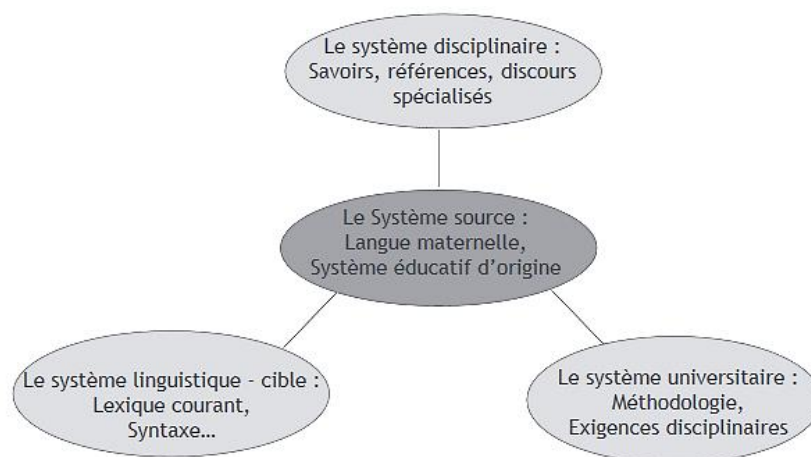 Le système disciplinaire :
Savoirs, références, discours
spécialisés
Le Système source :
Langue maternelle,
Système éducatif d'origine
Le système linguistique - cible :
Lexique courant,
Syntaxe...
Le système universitaire :
Méthodologie,
Exigences disciplinaires